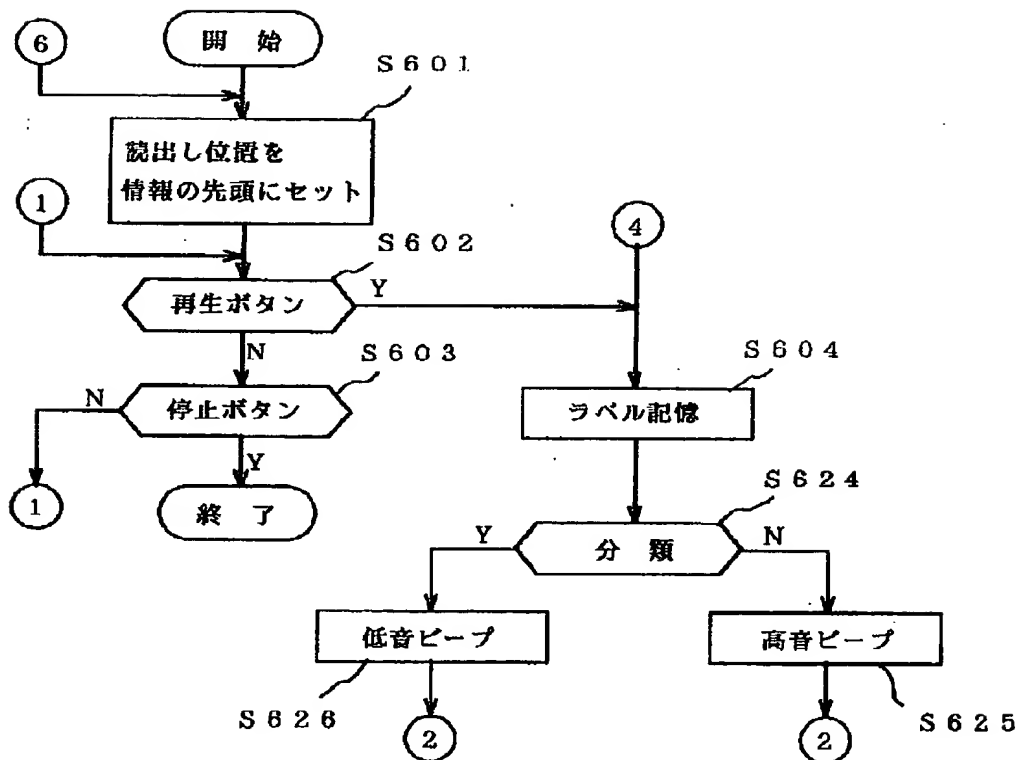 6
開 始
S601
読出し位置を
情報の先頭にセット
1
4
S602
再生ボタン
Y
N
S603
S604
N
停止ボタン
ラベル記憶
Y
1
終 了
S624
Y
分 類
N
低音ビープ
高音ビープ
S626
S625
2
2